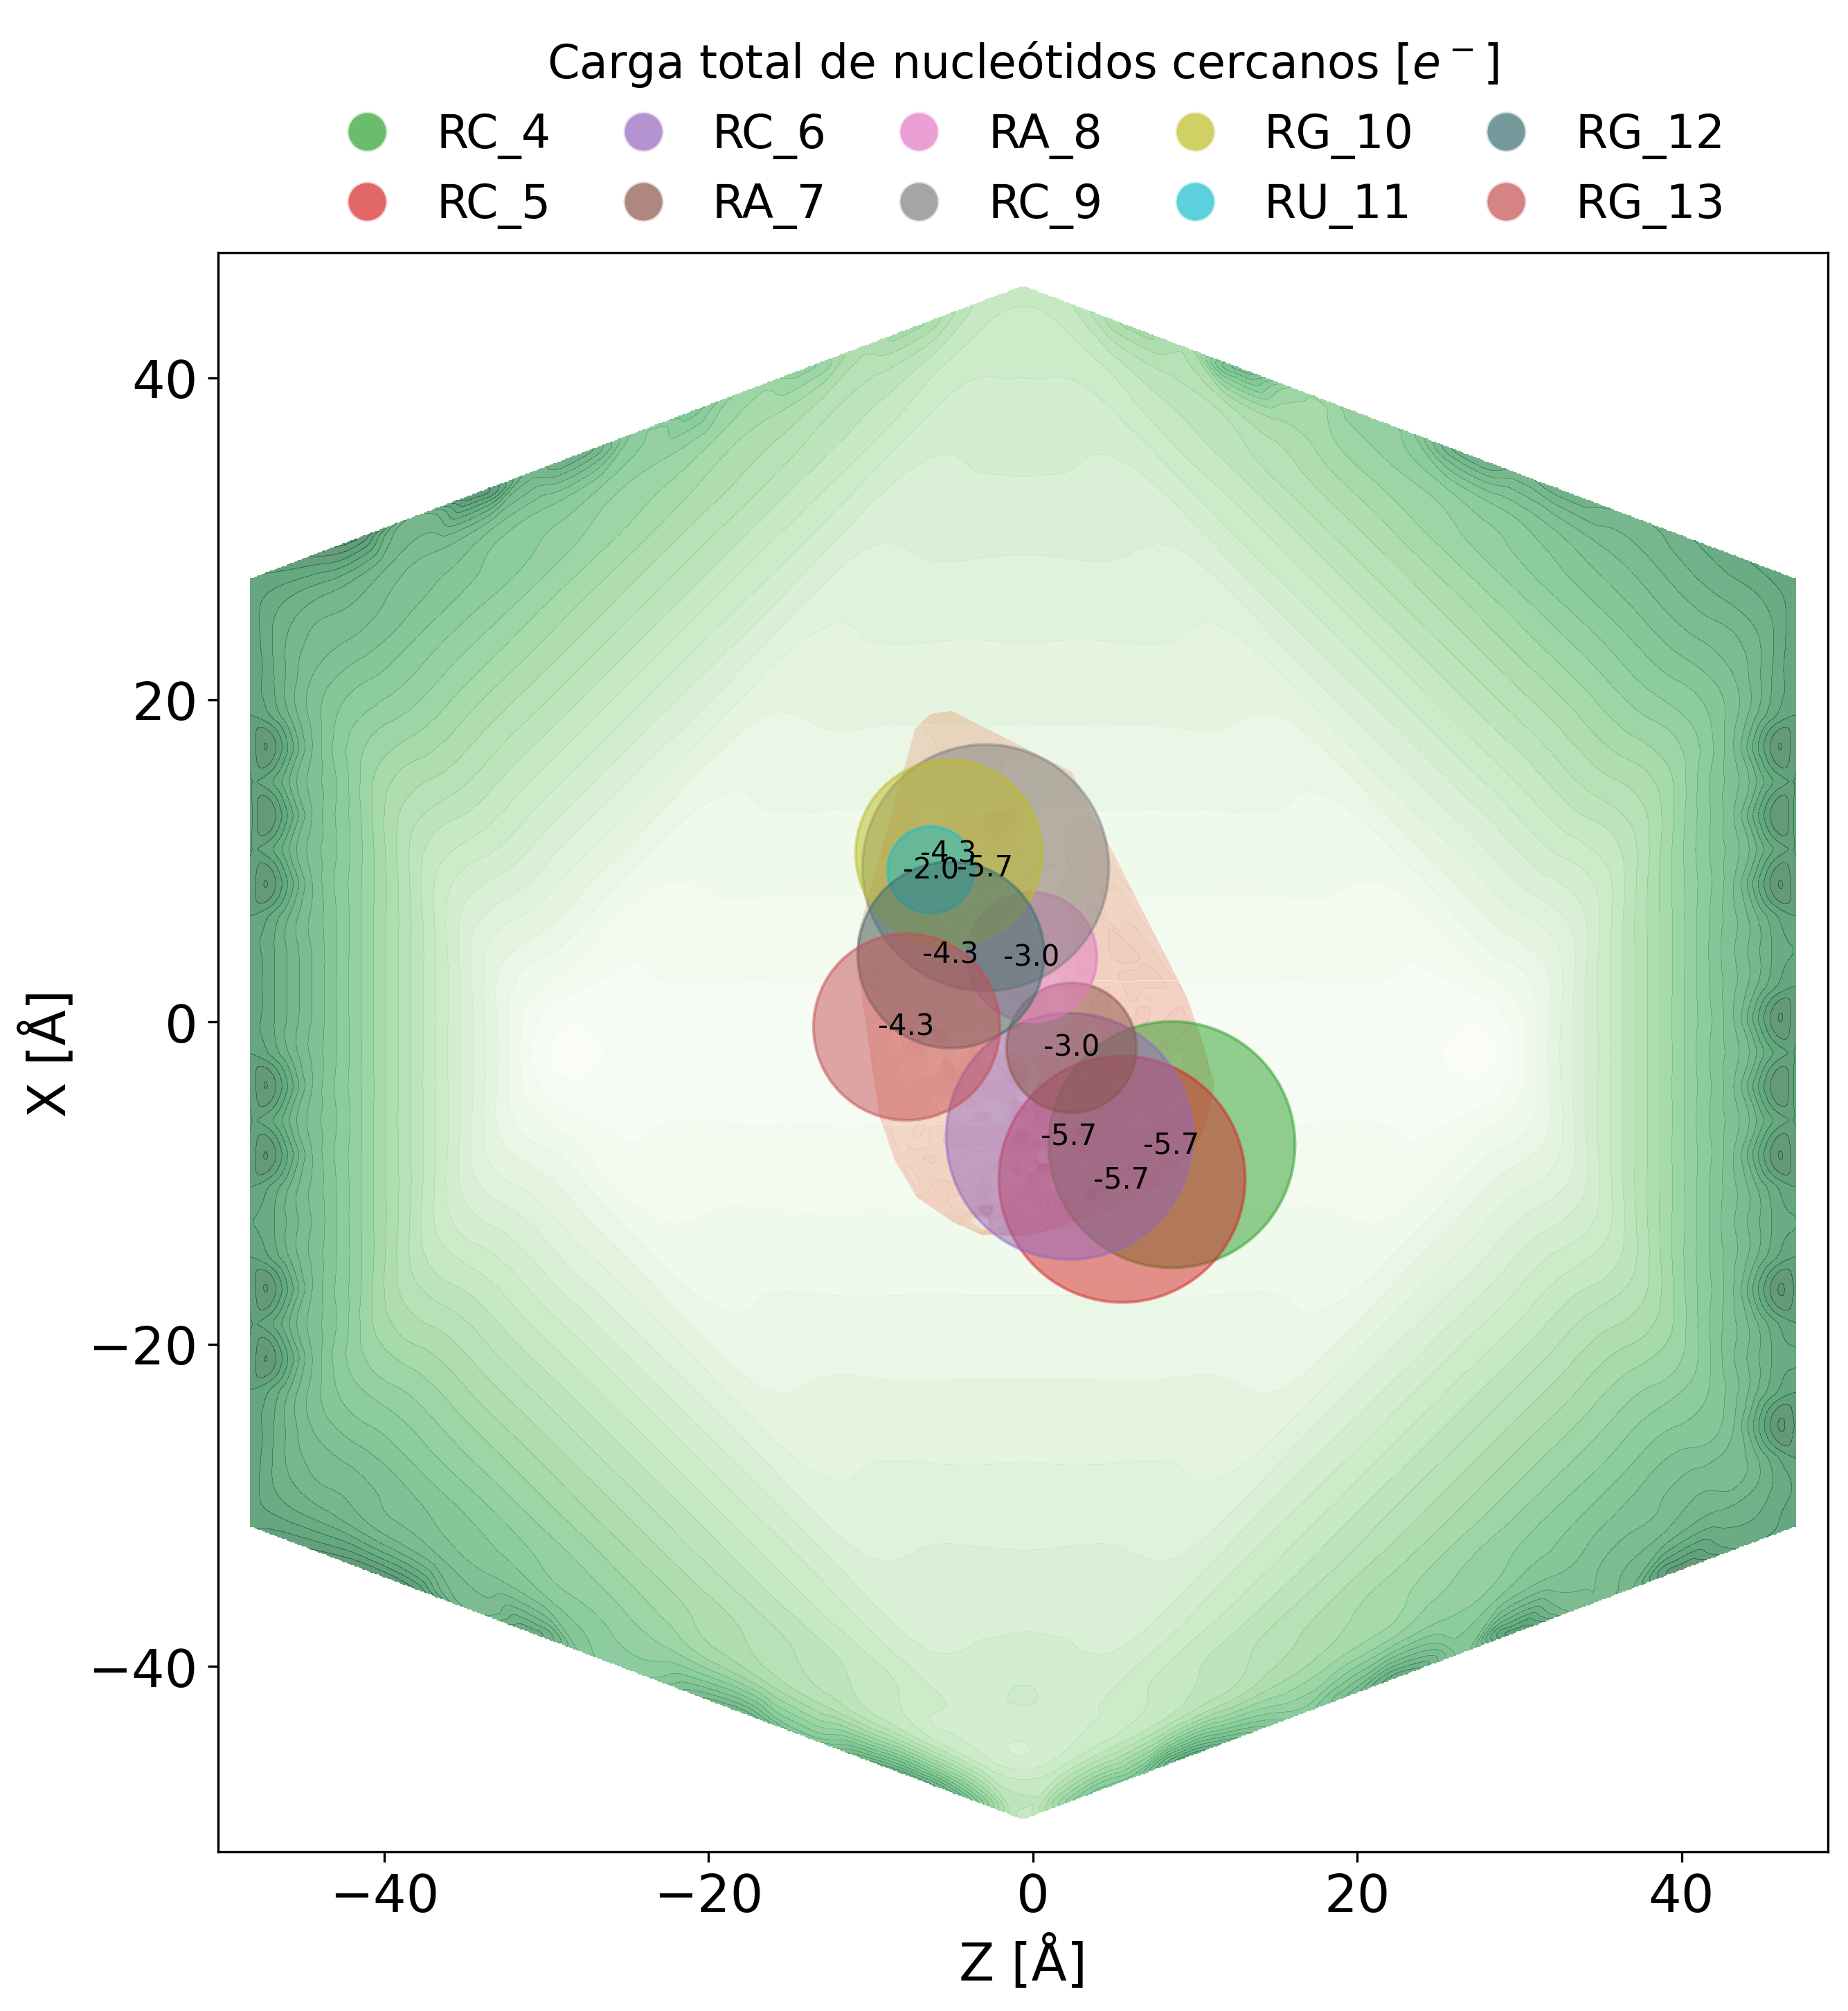 Carga total de nucleótidos cercanos [e⁻]
RC_4 RC_6 RA_8 RG_10 RG_12
RC_5 RA_7 RC_9 RU_11 RG_13
40
20
0
−20
−40
X [Å]
-4.3
-2.0 -5.7
-4.3 -3.0
-4.3
-3.0
-5.7 -5.7
-5.7
−40 −20 0 20 40
Z [Å]